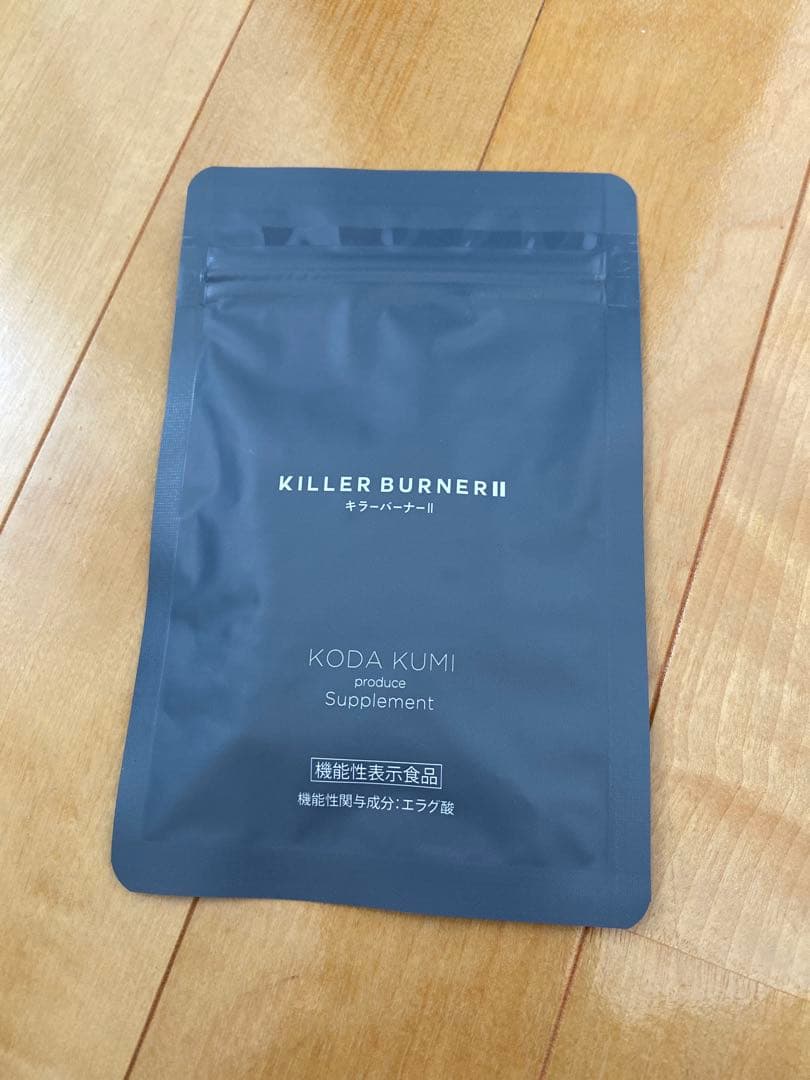 KILLER BURNERⅡ
キラーバーナーⅡ
KODA KUMI
produce
Supplement
機能性表示食品
機能性関与成分：エラグ酸